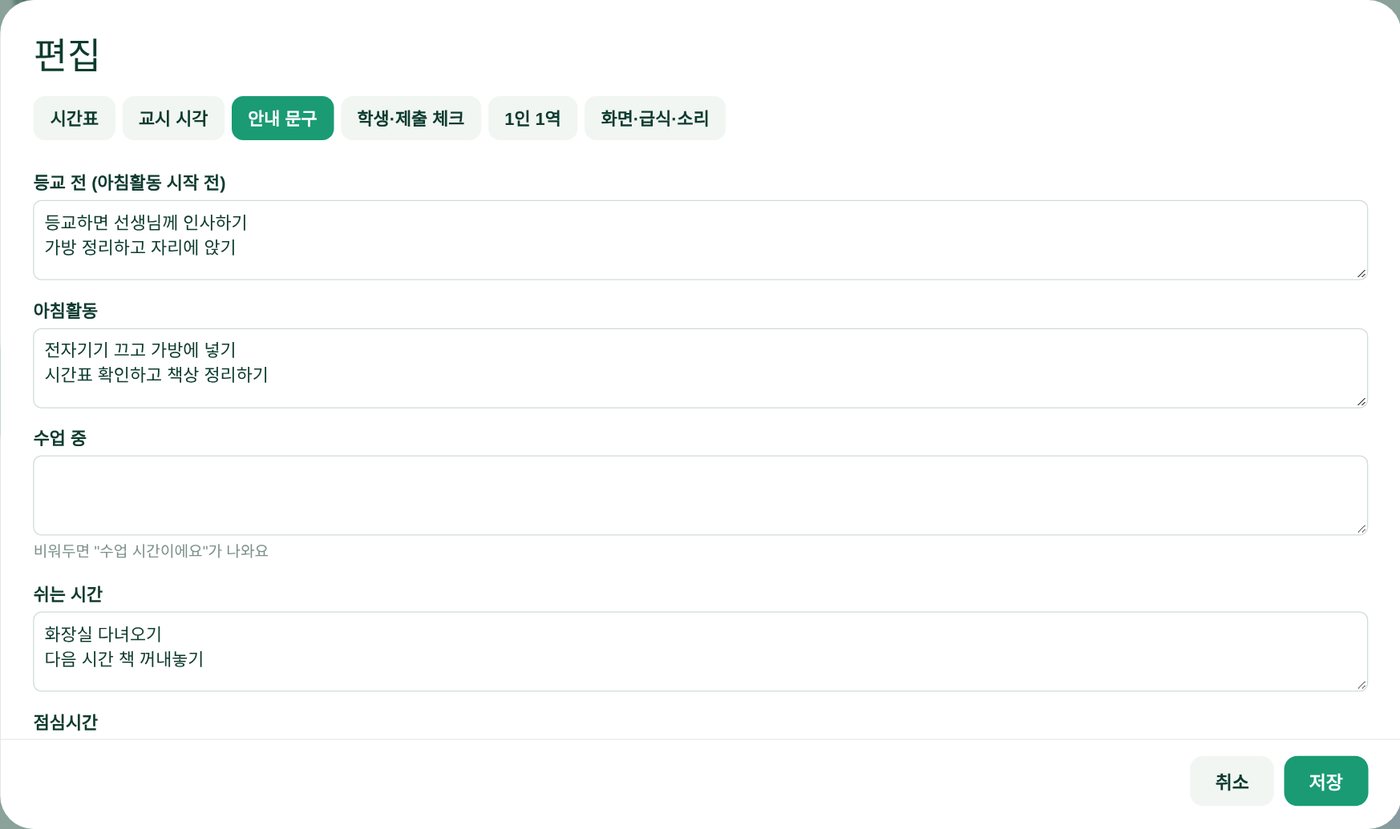 편집
시간표
교시 시각
안내 문구
학생·제출 체크
1인 1역
화면·급식·소리
등교 전 (아침활동 시작 전)
등교하면 선생님께 인사하기
가방 정리하고 자리에 앉기
아침활동
전자기기 끄고 가방에 넣기
시간표 확인하고 책상 정리하기
수업 중
비워두면 "수업 시간이에요"가 나와요
쉬는 시간
화장실 다녀오기
다음 시간 책 꺼내놓기
점심시간
취소
저장